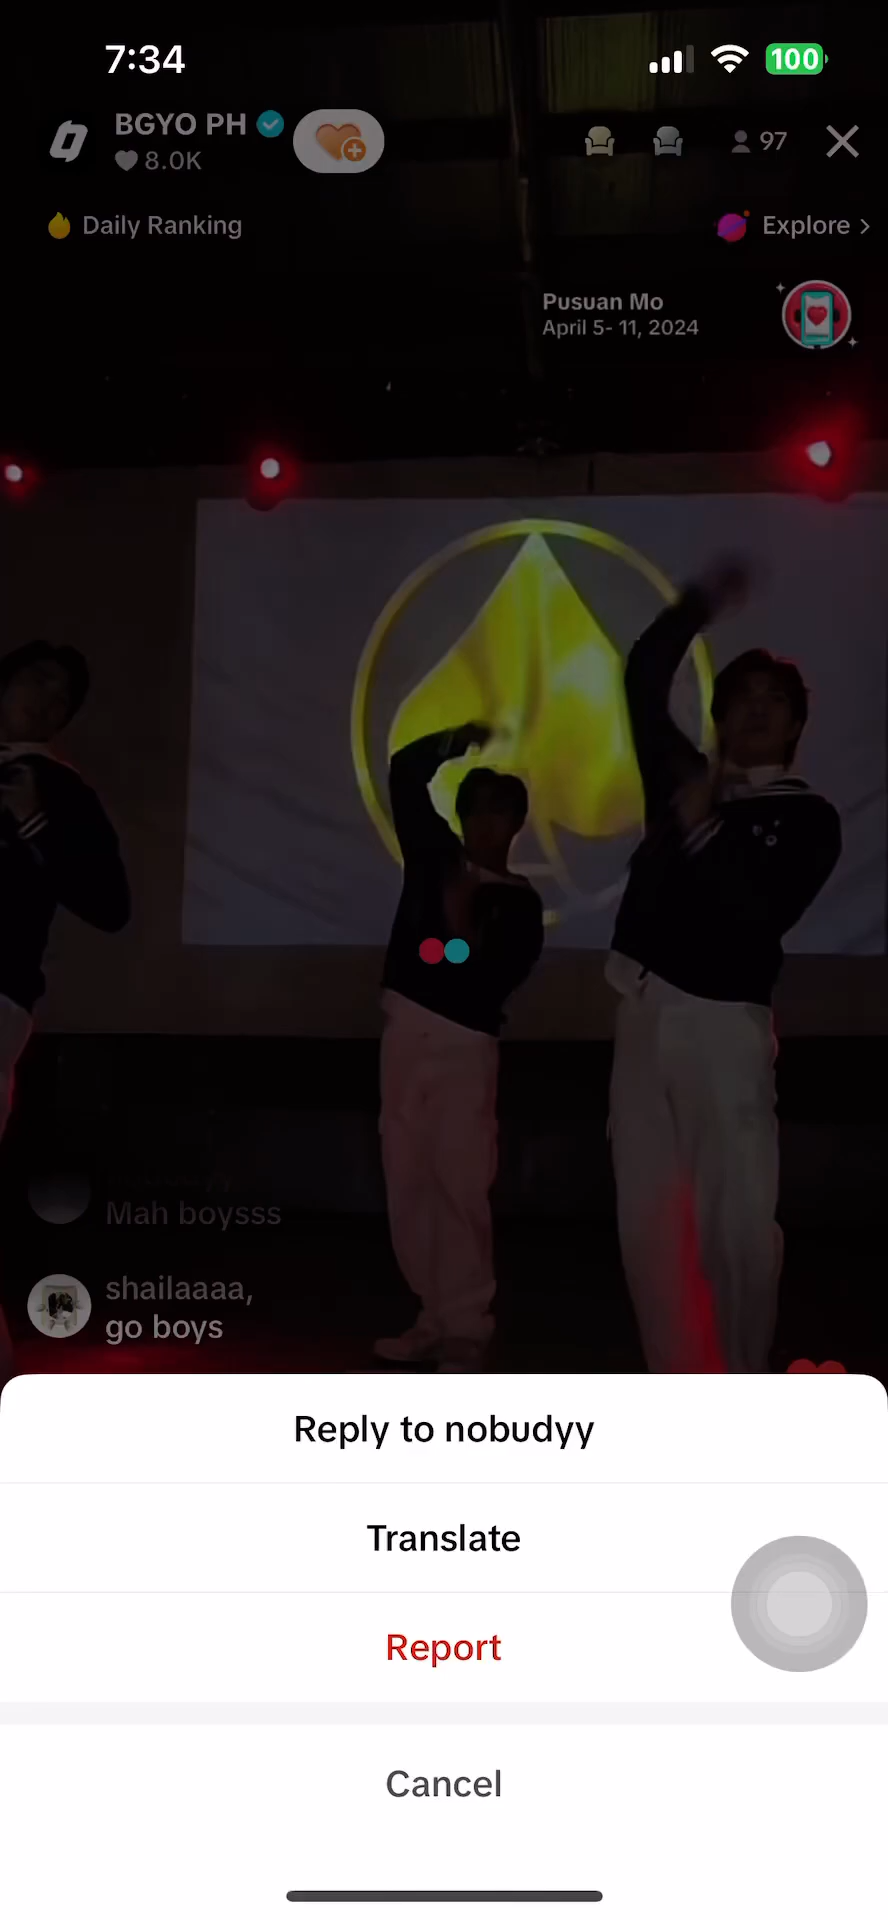 7:34
100
BGYO PH
8.0K
97
Daily Ranking
Explore >
Pusuan Mo
April 5- 11, 2024
Mah boysss
shailaaaa,
go boys
Reply to nobudyy
Translate
Report
Cancel